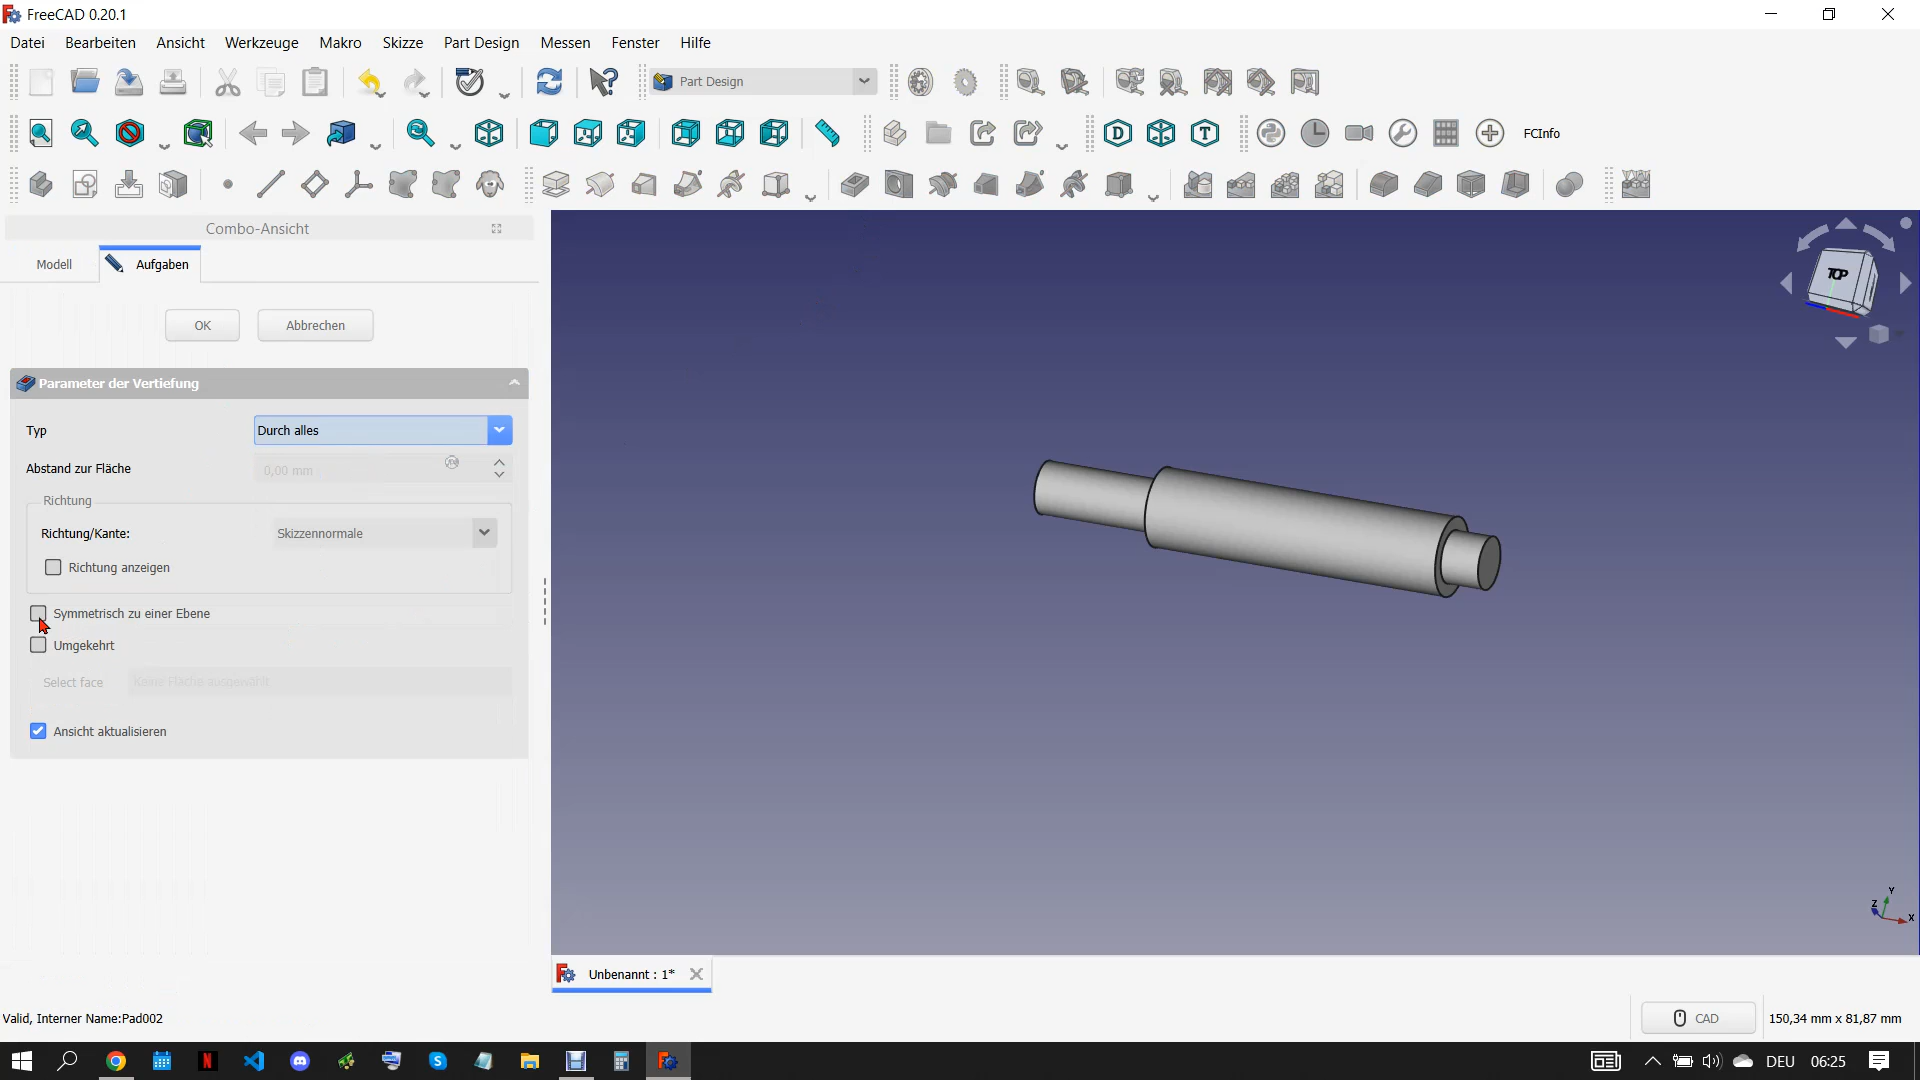 FreeCAD 0.20.1
Datei Bearbeiten Ansicht Werkzeuge Makro Skizze Part Design Messen Fenster Hilfe
Part Design
D T FCInfo
Combo-Ansicht
Modell Aufgaben
OK Abbrechen
Parameter der Vertiefung
Typ Durch alles
Abstand zur Fläche 0,00 mm
Richtung
Richtung/Kante: Skizzennormale
Richtung anzeigen
Symmetrisch zu einer Ebene
Umgekehrt
Select face Keine Fläche ausgewählt
Ansicht aktualisieren
TOP
Y
Z
X
Unbenannt : 1*
Valid, Interner Name:Pad002
CAD 150,34 mm x 81,87 mm
DEU 06:25